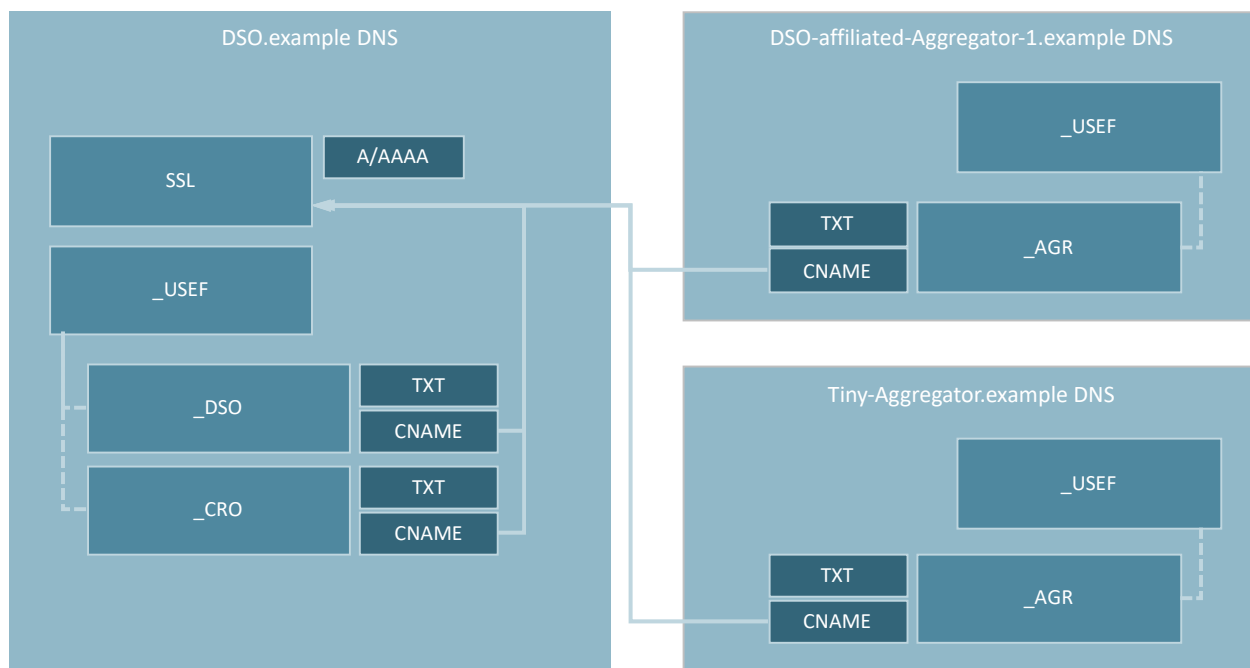 DSO.example DNS
SSL
A/AAAA
_USEF
_DSO
TXT
CNAME
_CRO
TXT
CNAME
DSO-affiliated-Aggregator-1.example DNS
_USEF
TXT
CNAME
_AGR
Tiny-Aggregator.example DNS
_USEF
TXT
CNAME
_AGR